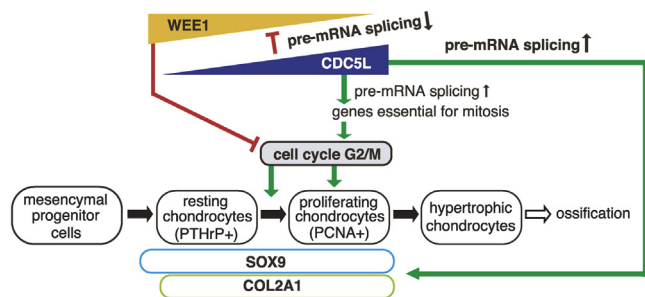 WEE1
pre-mRNA splicing↓
pre-mRNA splicing↑
CDC5L
pre-mRNA splicing↑
genes essential for mitosis
cell cycle G2/M
mesencymal
progenitor
cells
resting
chondrocytes
(PTHrP+)
proliferating
chondrocytes
(PCNA+)
hypertrophic
chondrocytes
ossification
SOX9
COL2A1